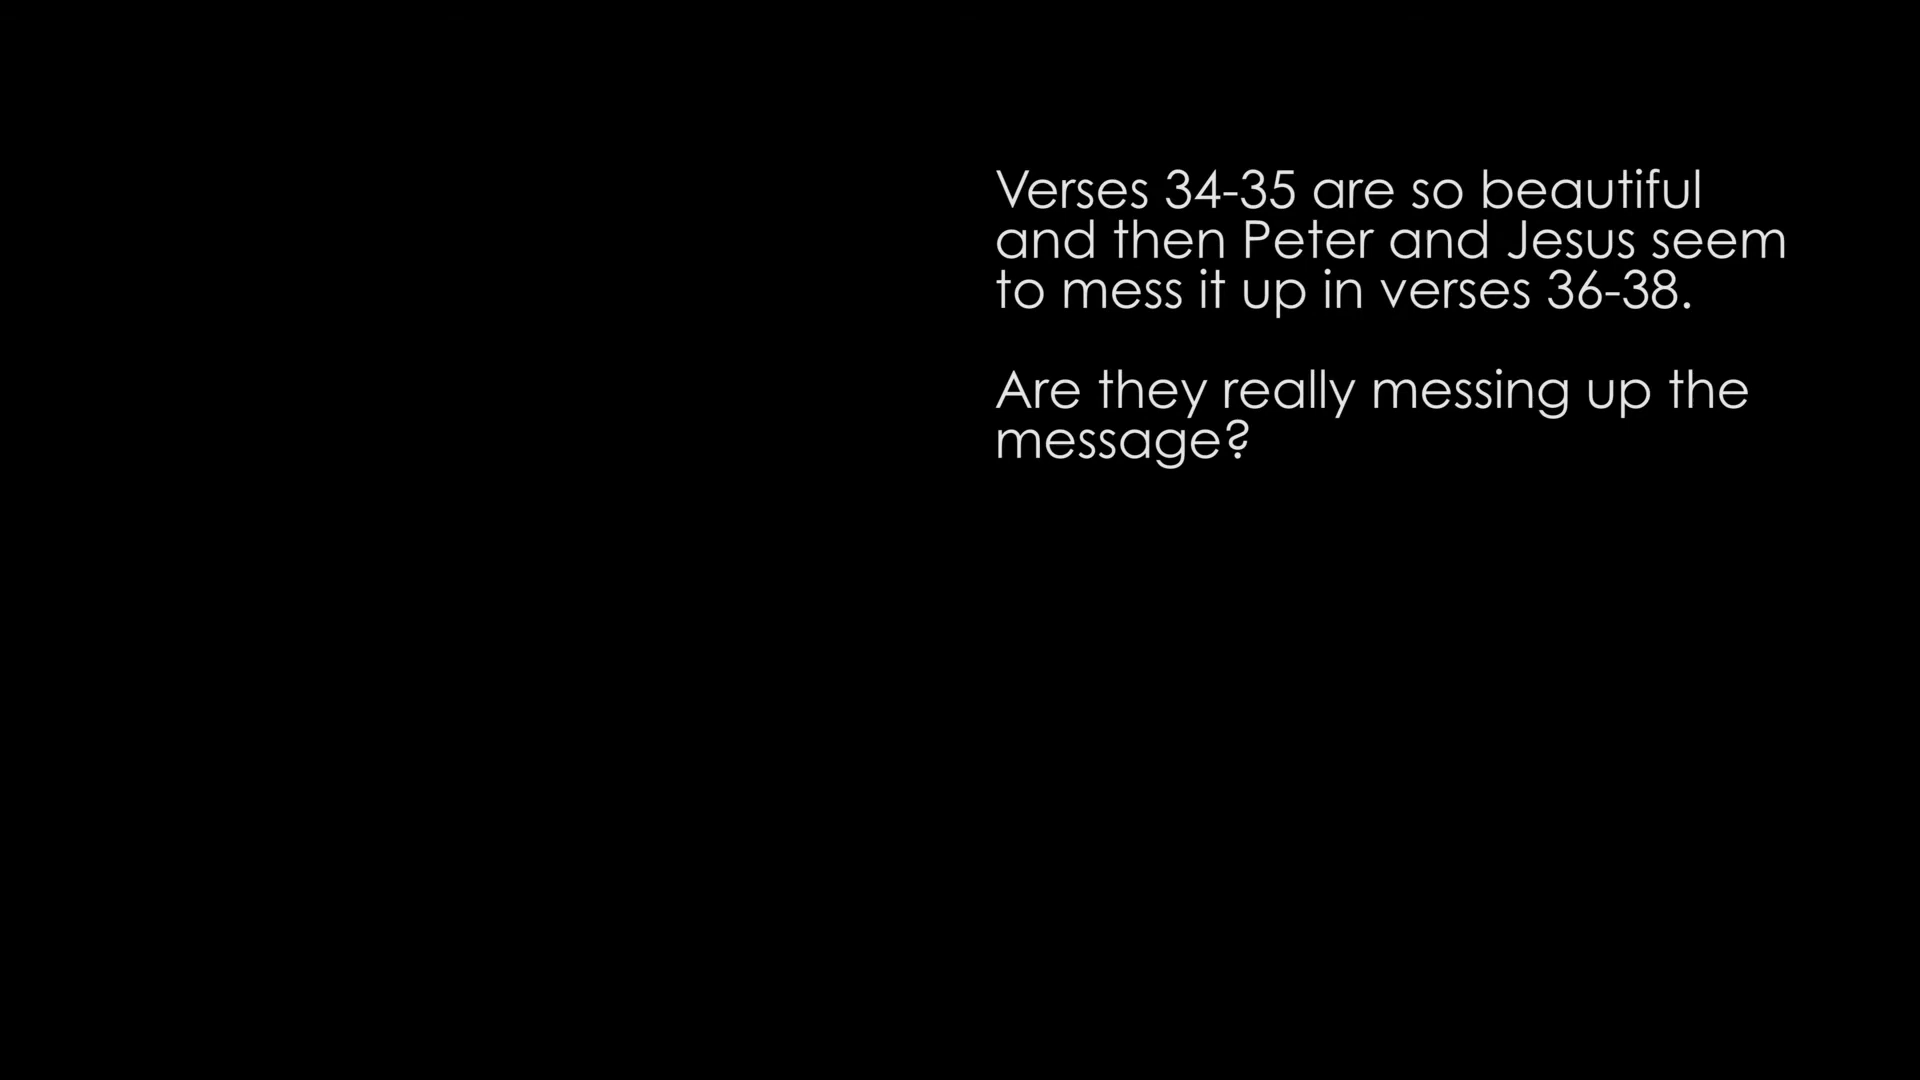 Verses 34-35 are so beautiful
and then Peter and Jesus seem
to mess it up in verses 36-38.
Are they really messing up the
message?